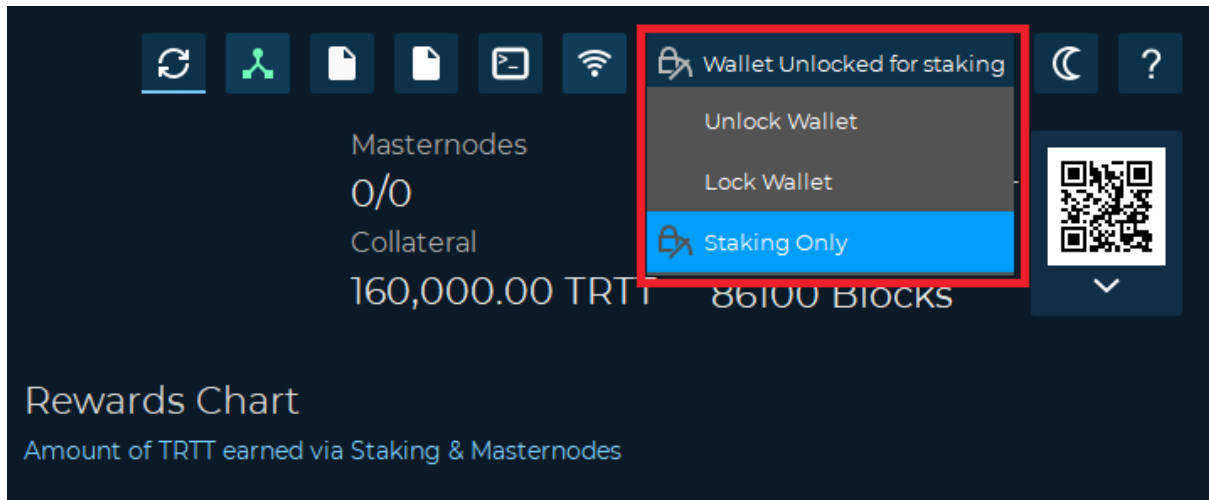 Wallet Unlocked for staking
?
Unlock Wallet
Lock Wallet
Staking Only
Masternodes
0/0
Collateral
160,000.00 TRTT
86100 Blocks
Rewards Chart
Amount of TRTT earned via Staking & Masternodes